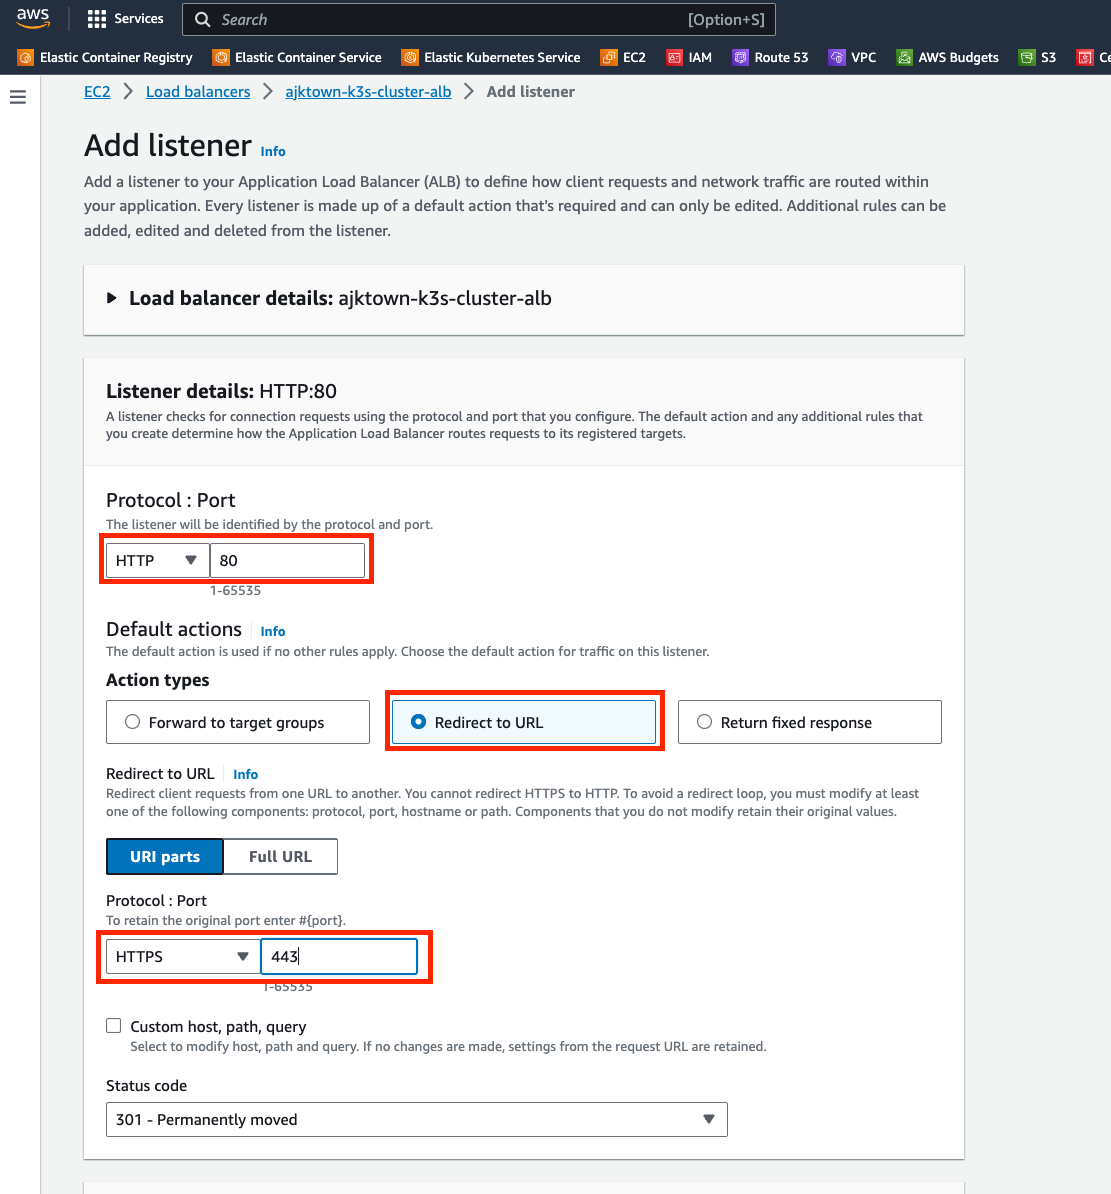 aws
Services
Search
[Option+S]
Elastic Container Registry
Elastic Container Service
Elastic Kubernetes Service
EC2
IAM
Route 53
VPC
AWS Budgets
S3
Ce
EC2 > Load balancers > ajktown-k3s-cluster-alb > Add listener
Add listener Info
Add a listener to your Application Load Balancer (ALB) to define how client requests and network traffic are routed within
your application. Every listener is made up of a default action that's required and can only be edited. Additional rules can be
added, edited and deleted from the listener.
Load balancer details: ajktown-k3s-cluster-alb
Listener details: HTTP:80
A listener checks for connection requests using the protocol and port that you configure. The default action and any additional rules that
you create determine how the Application Load Balancer routes requests to its registered targets.
Protocol : Port
The listener will be identified by the protocol and port.
HTTP
80
1-65535
Default actions Info
The default action is used if no other rules apply. Choose the default action for traffic on this listener.
Action types
Forward to target groups
Redirect to URL
Return fixed response
Redirect to URL Info
Redirect client requests from one URL to another. You cannot redirect HTTPS to HTTP. To avoid a redirect loop, you must modify at least
one of the following components: protocol, port, hostname or path. Components that you do not modify retain their original values.
URI parts
Full URL
Protocol : Port
To retain the original port enter #{port}.
HTTPS
443
1-65535
Custom host, path, query
Select to modify host, path and query. If no changes are made, settings from the request URL are retained.
Status code
301 - Permanently moved